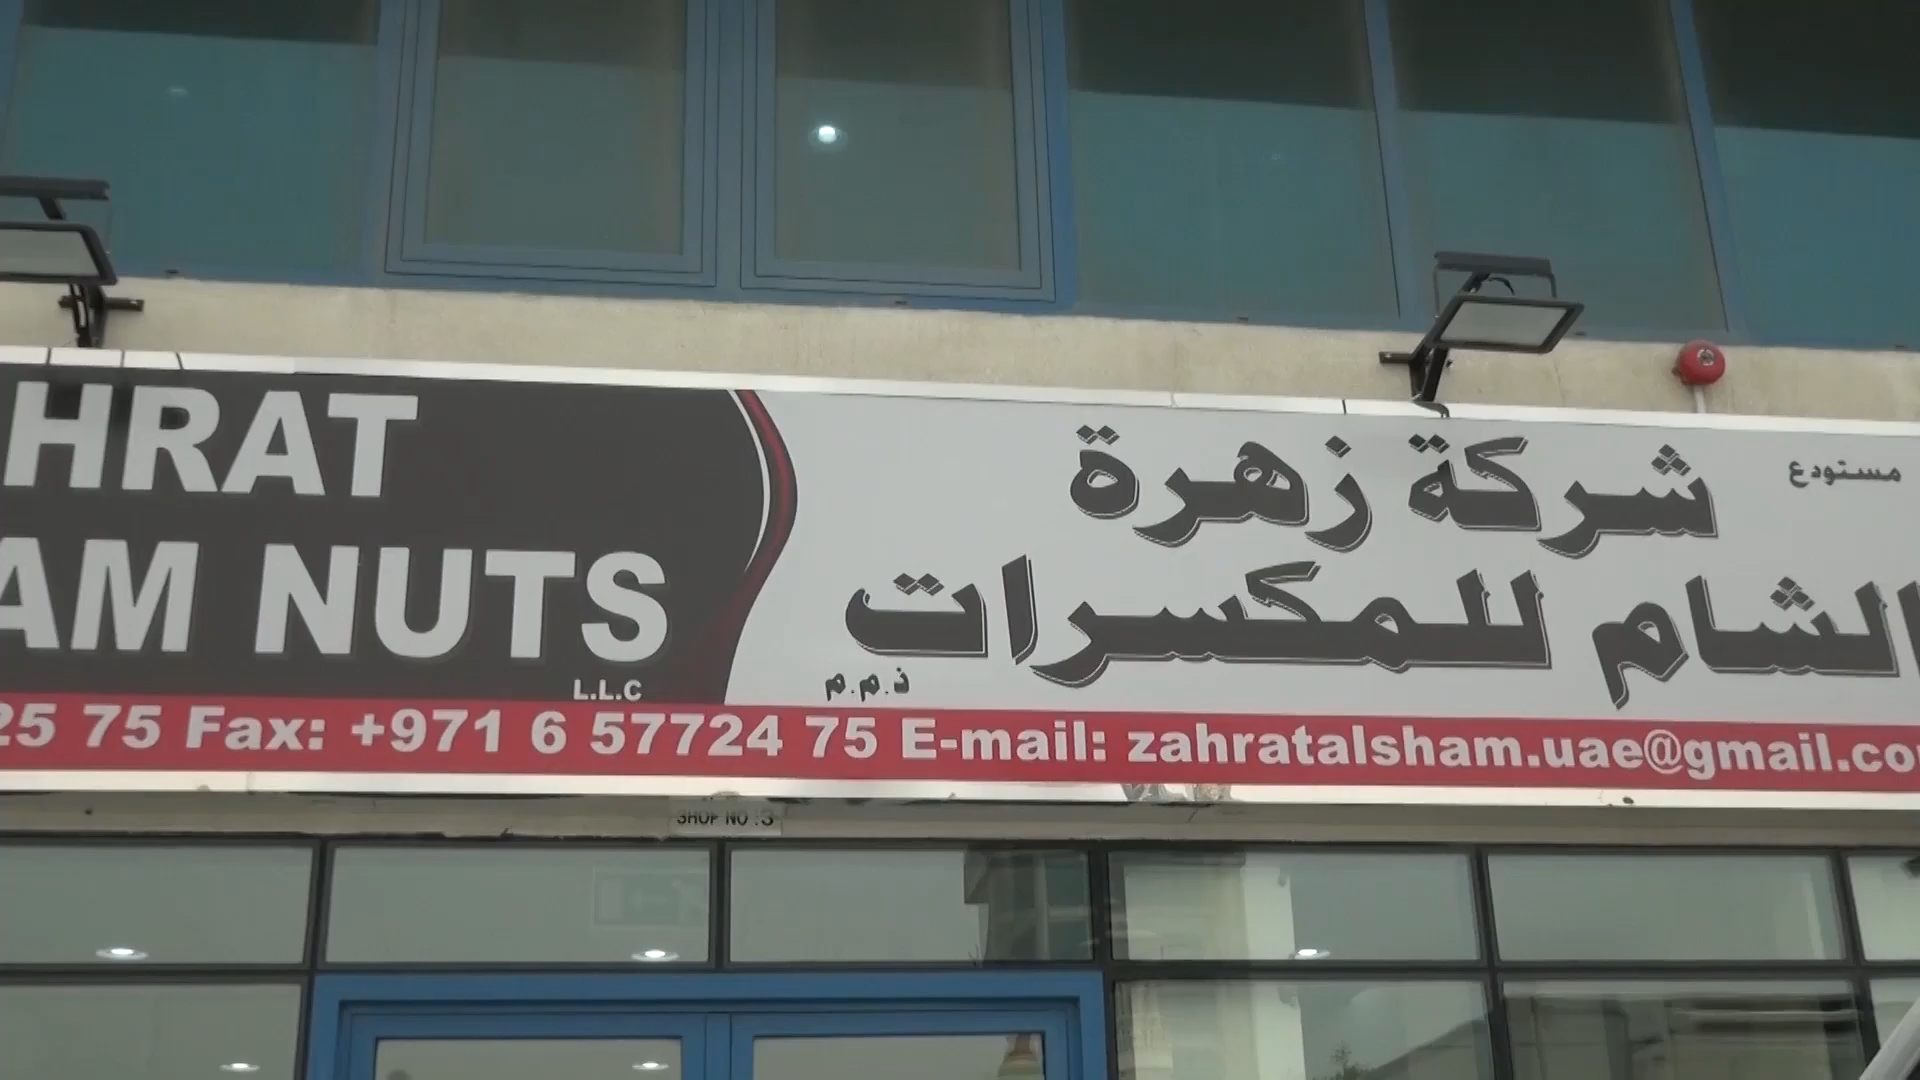 HRAT
AM NUTS
L.L.C
مستودع
شركة زهرة
الشام للمكسرات
ذ.م.م
25 75 Fax: +971 6 57724 75 E-mail: zahratalsham.uae@gmail.co
SHOP NO :3